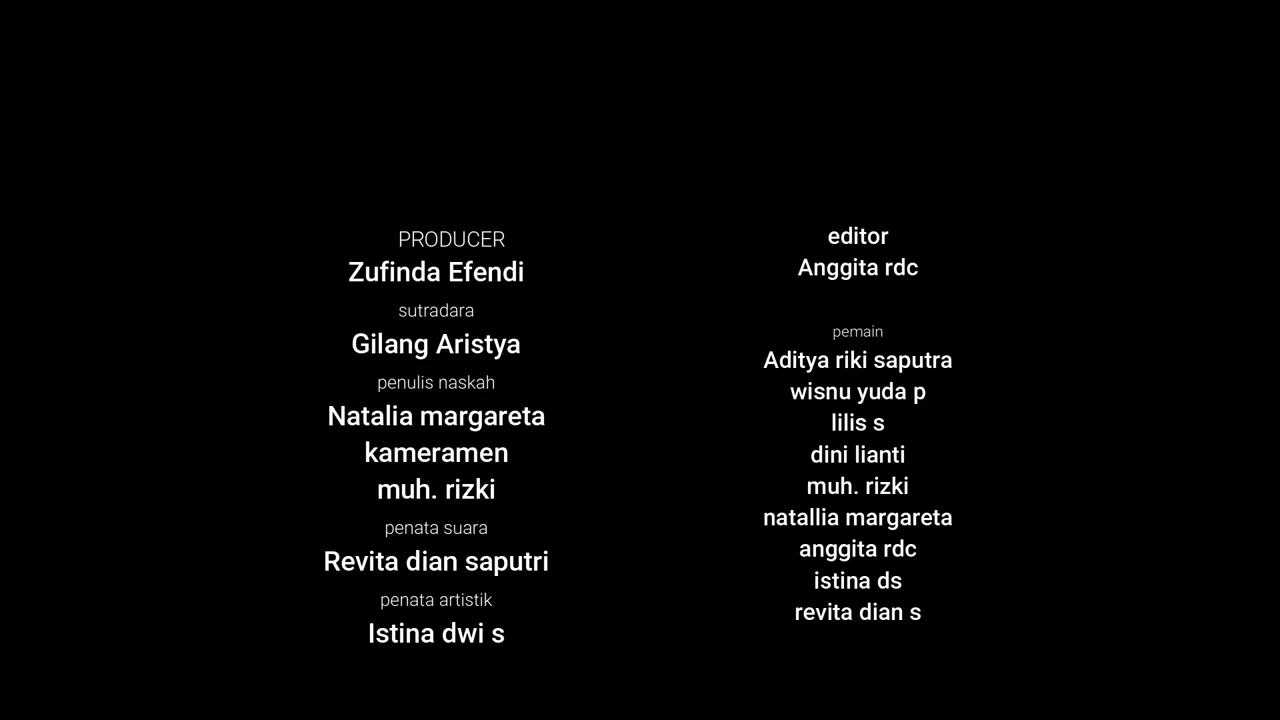 PRODUCER
Zufinda Efendi
sutradara
Gilang Aristya
penulis naskah
Natalia margareta
kameramen
muh. rizki
penata suara
Revita dian saputri
penata artistik
Istina dwi s
editor
Anggita rdc
pemain
Aditya riki saputra
wisnu yuda p
lilis s
dini lianti
muh. rizki
natallia margareta
anggita rdc
istina ds
revita dian s